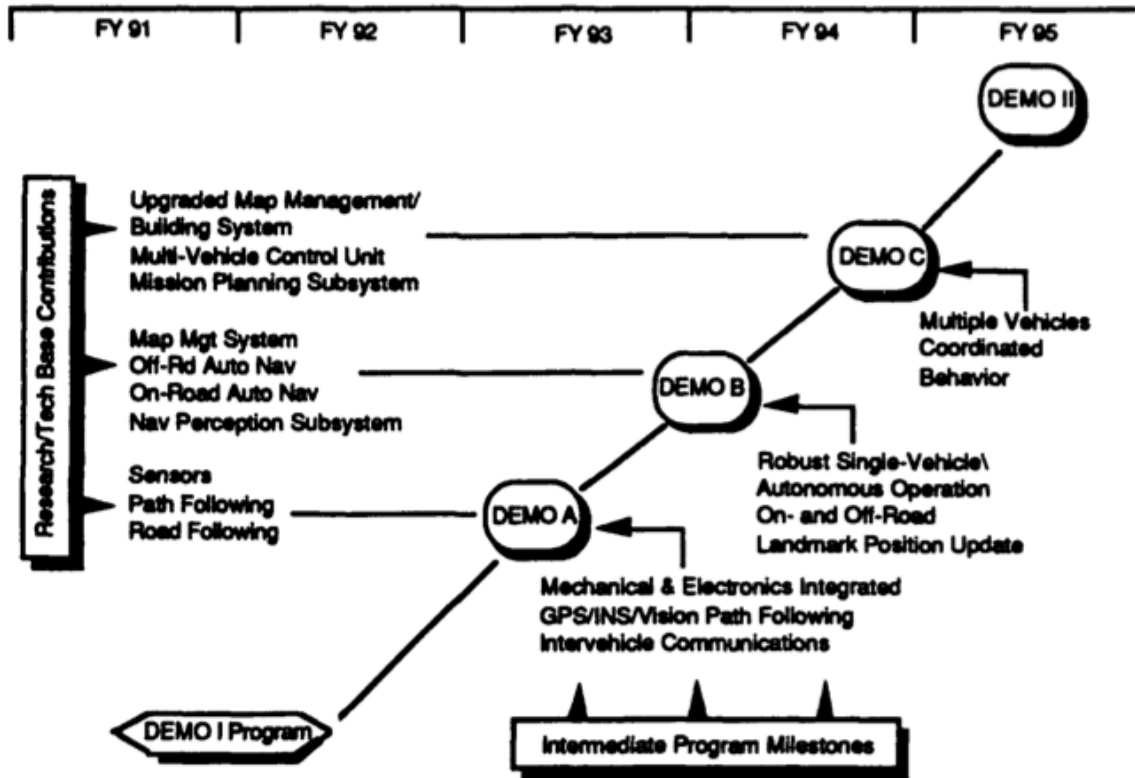 FY 91
FY 92
FY 93
FY 94
FY 95
DEMO II
Research/Tech Base Contributions
Upgraded Map Management/
Building System
Multi-Vehicle Control Unit
Mission Planning Subsystem
DEMO C
Multiple Vehicles
Coordinated
Behavior
Map Mgt System
Off-Rd Auto Nav
On-Road Auto Nav
Nav Perception Subsystem
DEMO B
Robust Single-Vehicle\
Autonomous Operation
On- and Off-Road
Landmark Position Update
Sensors
Path Following
Road Following
DEMO A
Mechanical & Electronics Integrated
GPS/INS/Vision Path Following
Intervehicle Communications
DEMO I Program
Intermediate Program Milestones